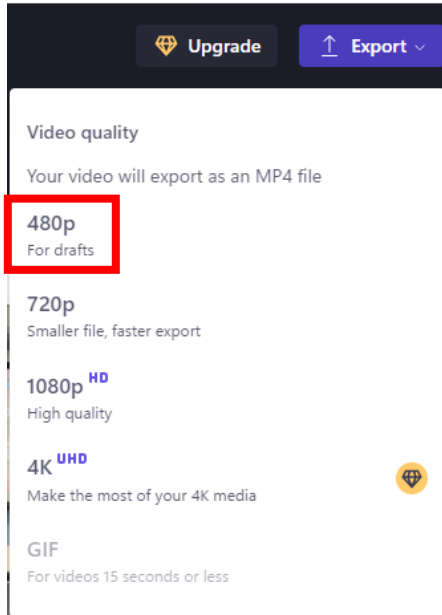 Upgrade
Export
Video quality
Your video will export as an MP4 file
480p
For drafts
720p
Smaller file, faster export
1080p HD
High quality
4K UHD
Make the most of your 4K media
GIF
For videos 15 seconds or less